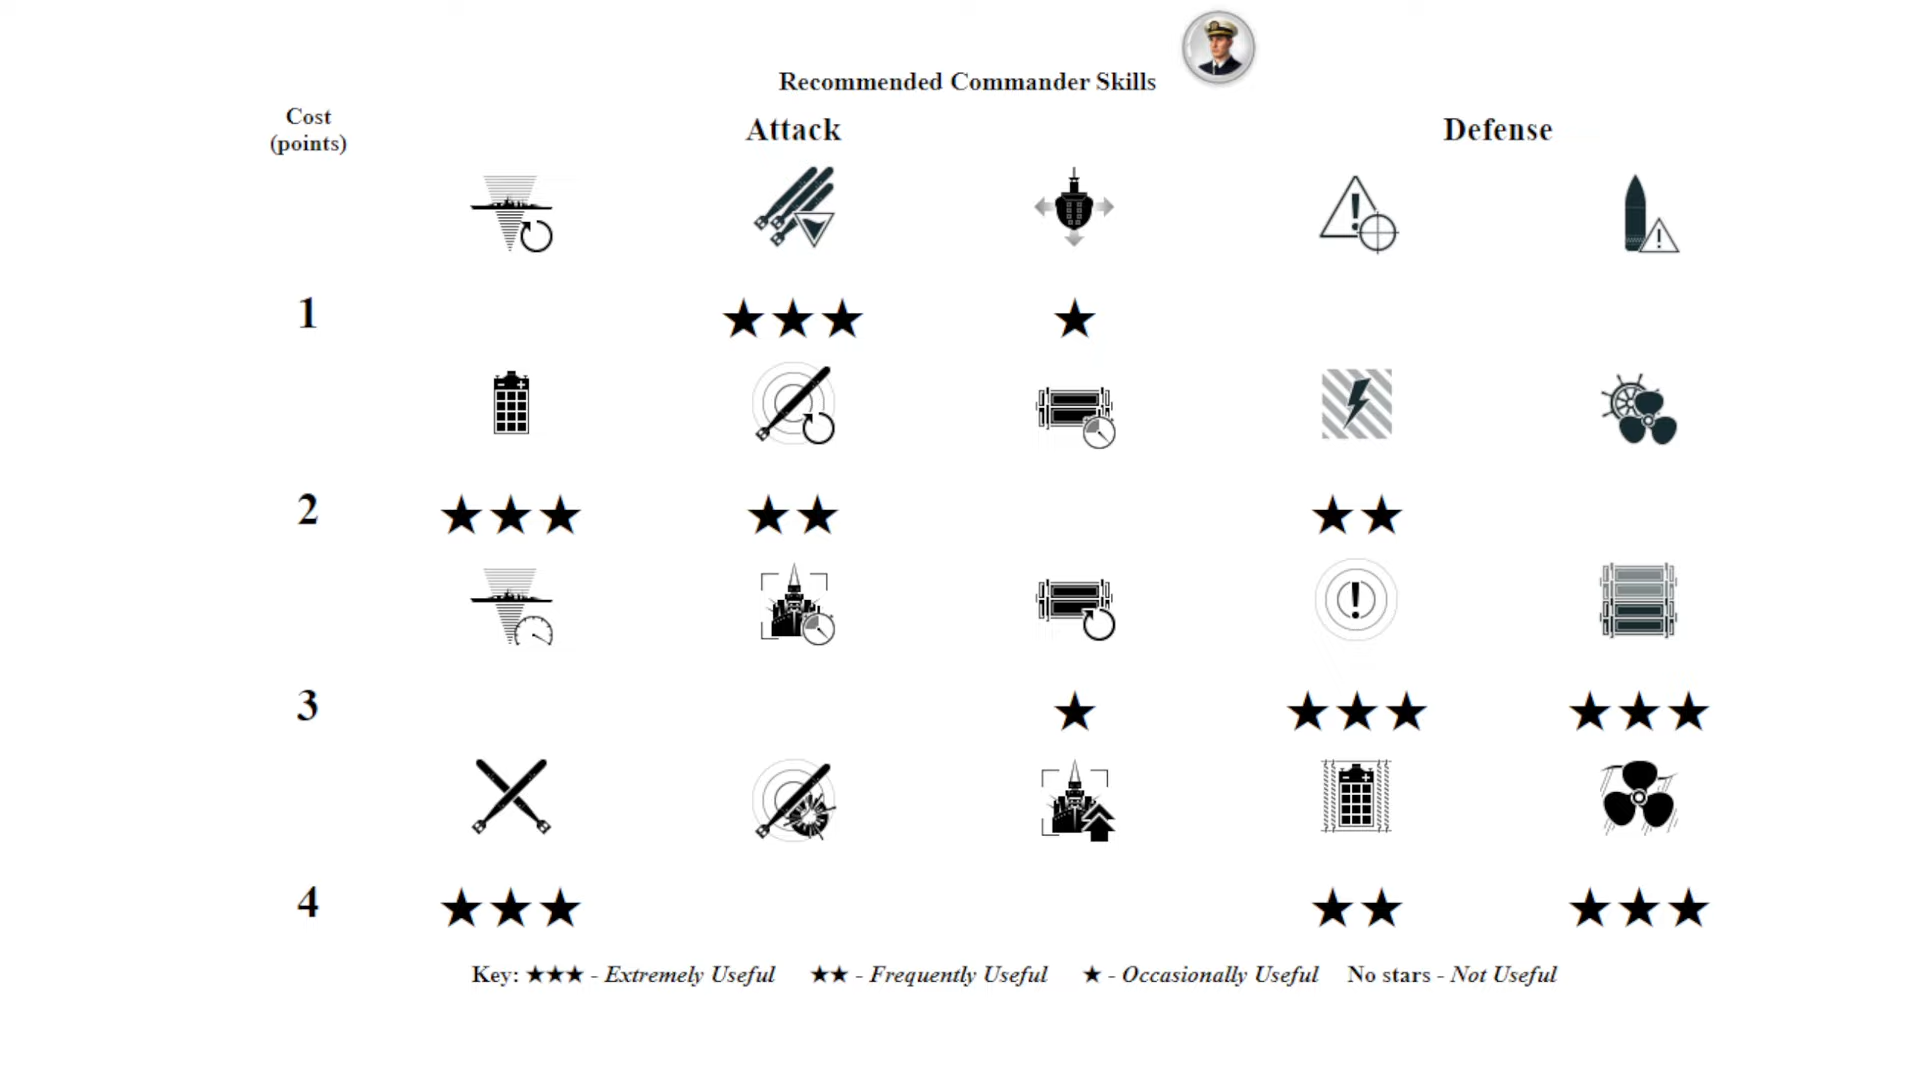 Recommended Commander Skills
Cost
(points)
Attack
Defense
1
★★★
★
2
★★★
★★
★★
3
★
★★★
★★★
4
★★★
★★
★★★
Key: ★★★ - Extremely Useful ★★ - Frequently Useful ★ - Occasionally Useful No stars - Not Useful